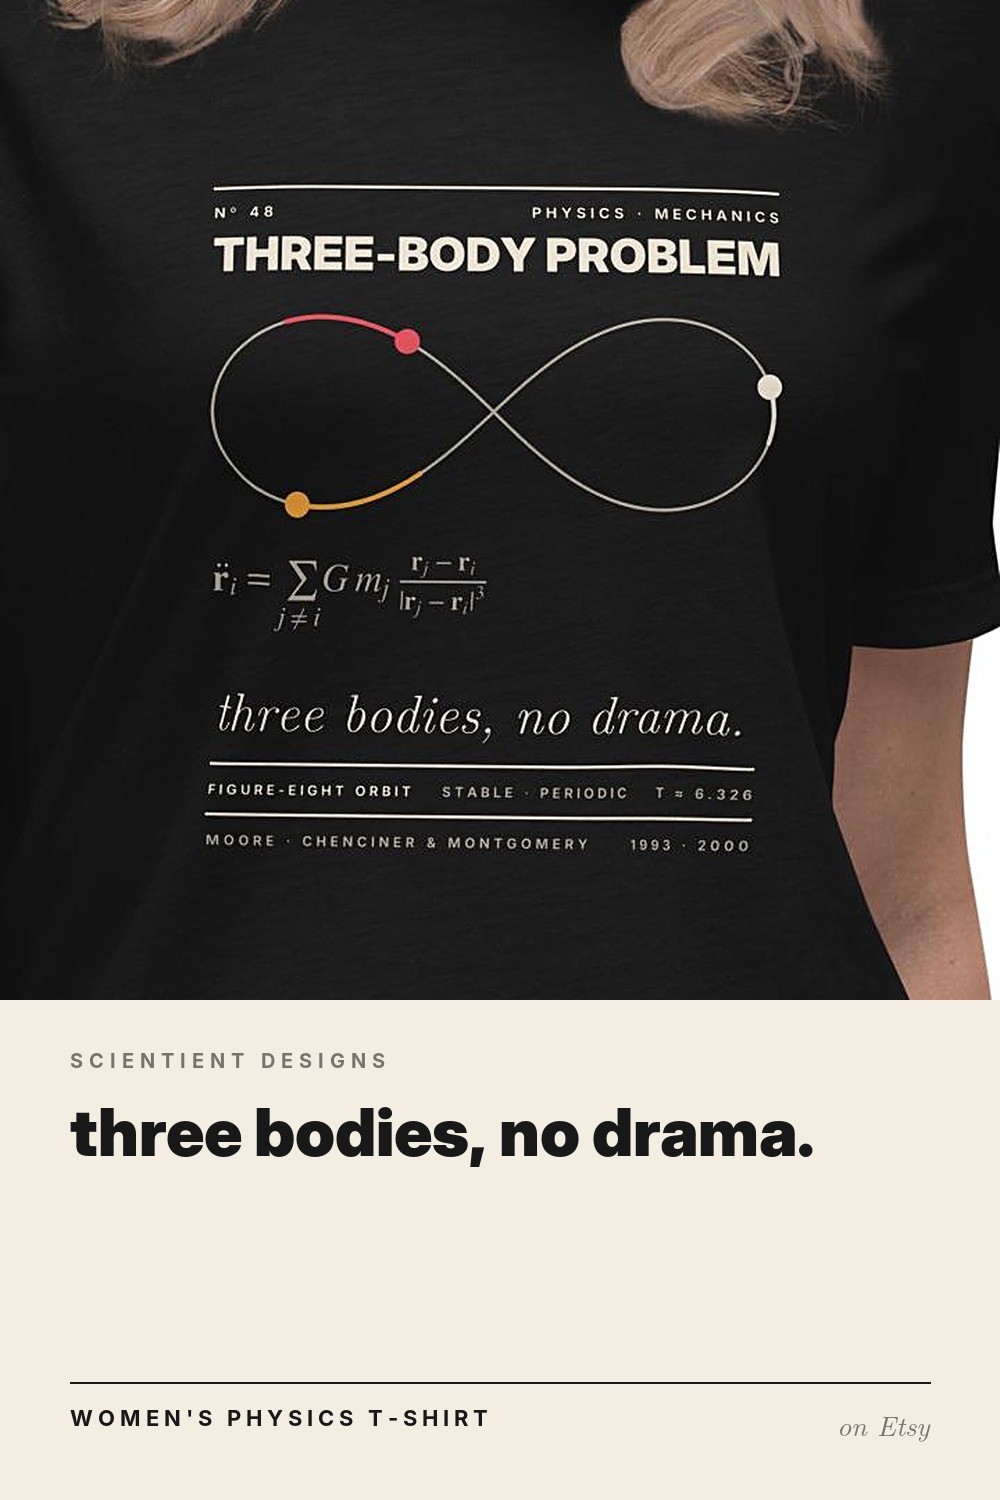 N° 48 PHYSICS · MECHANICS
THREE-BODY PROBLEM
r̈ᵢ = ∑ G mⱼ (rⱼ − rᵢ) / |rⱼ − rᵢ|³
j ≠ i
three bodies, no drama.
FIGURE-EIGHT ORBIT STABLE · PERIODIC T ≈ 6.326
MOORE · CHENCINER & MONTGOMERY 1993 · 2000
SCIENTIENT DESIGNS
three bodies, no drama.
WOMEN'S PHYSICS T-SHIRT
on Etsy